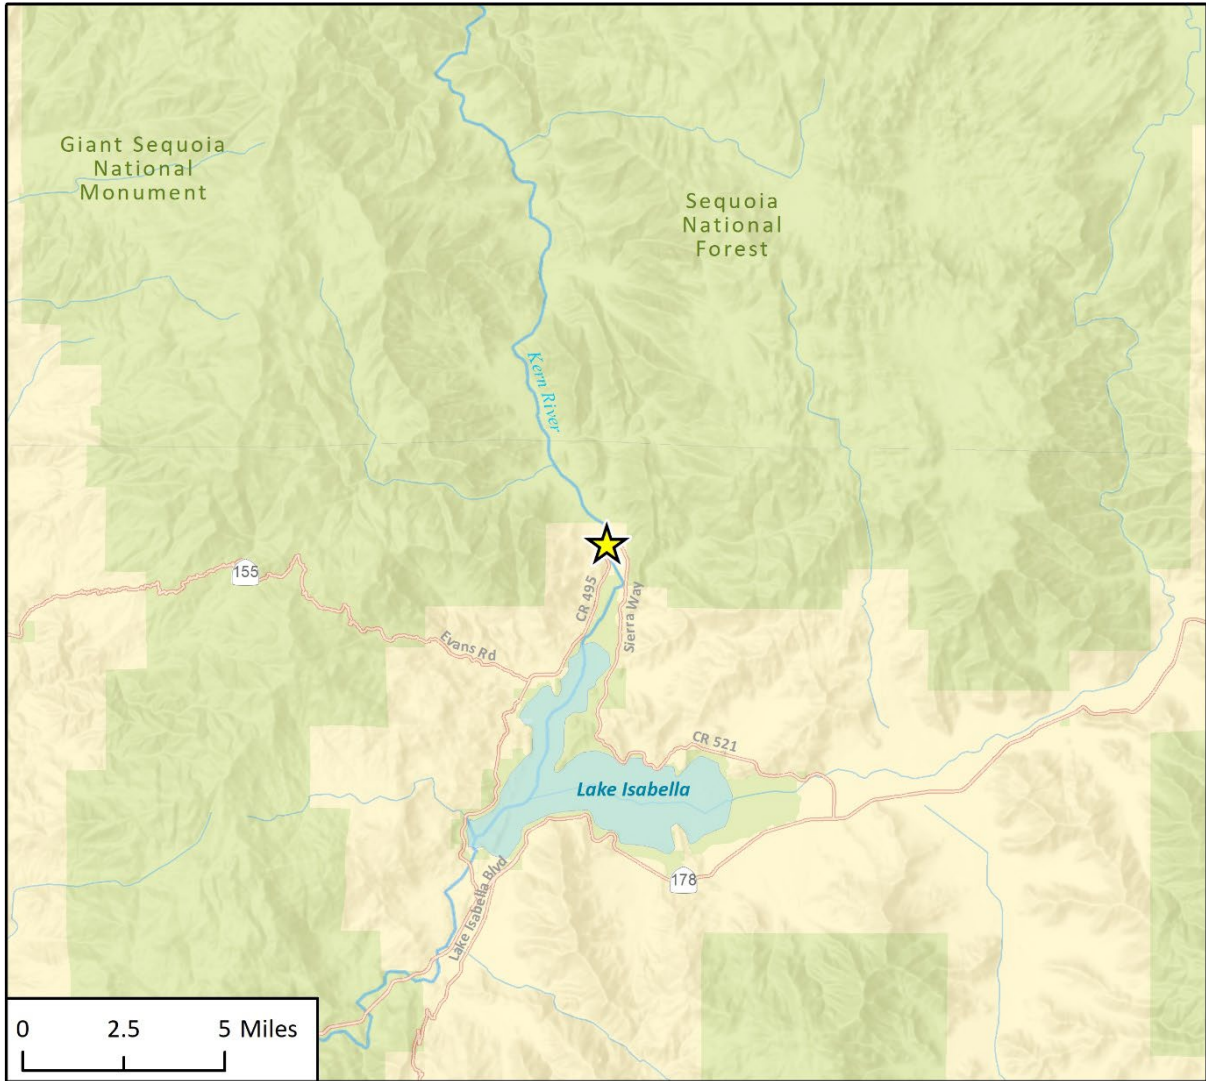 Giant Sequoia
National
Monument
Sequoia
National
Forest
Kern River
155
CR 495
Sierra Way
Evans Rd
CR 521
Lake Isabella
178
Lake Isabella Blvd
0 2.5 5 Miles